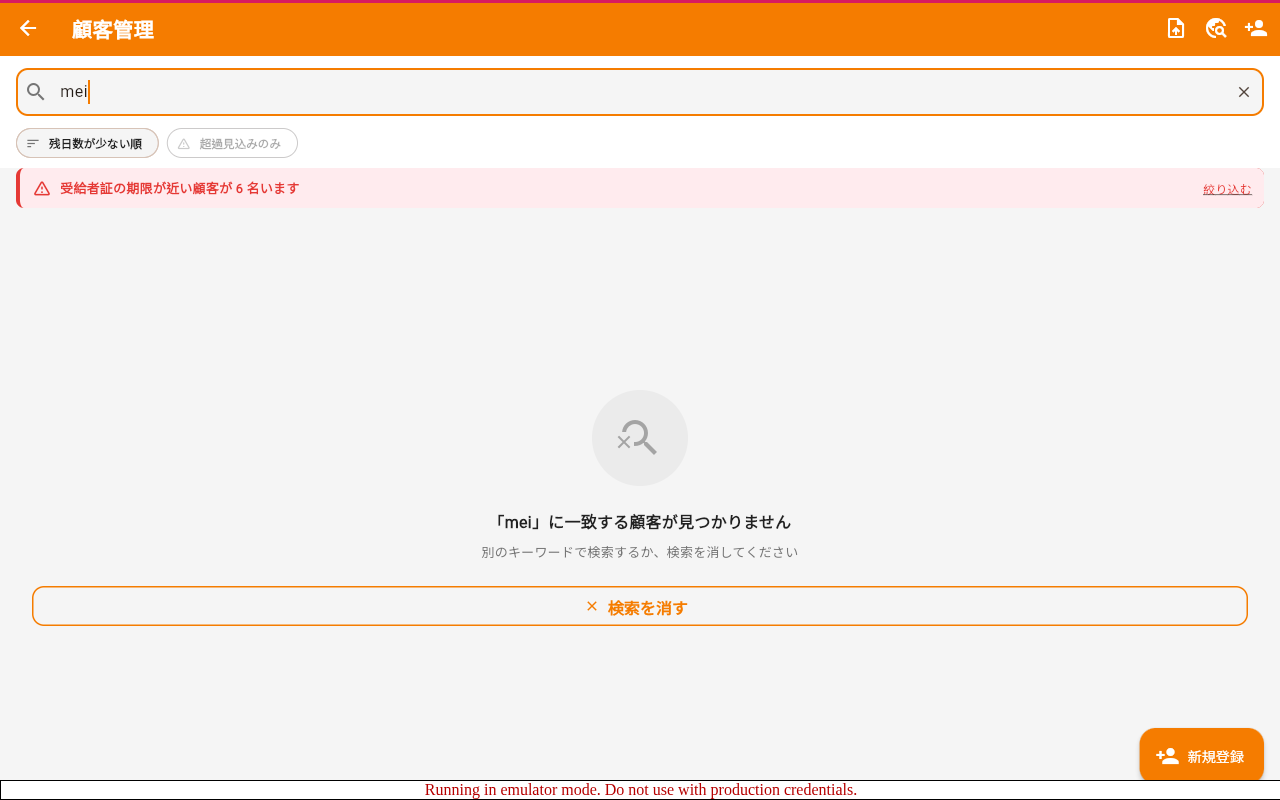 顧客管理
mei
残日数が少ない順
超過見込みのみ
受給者証の期限が近い顧客が 6 名います
絞り込む
「mei」に一致する顧客が見つかりません
別のキーワードで検索するか、検索を消してください
検索を消す
新規登録
Running in emulator mode. Do not use with production credentials.